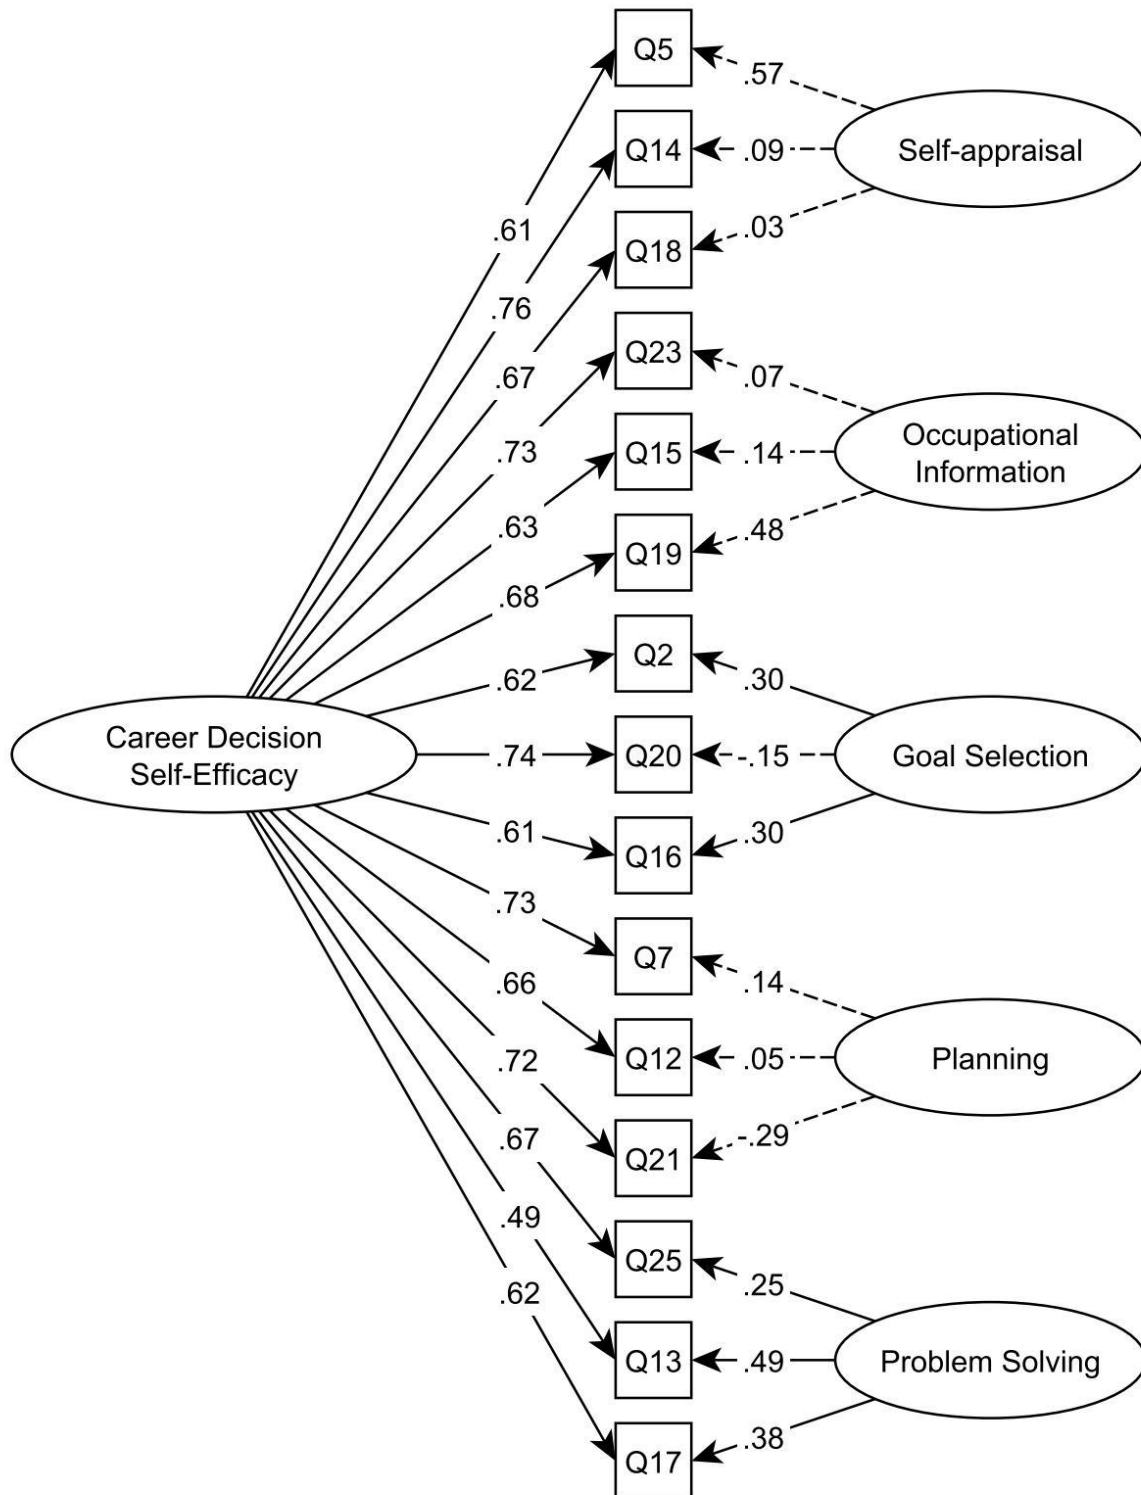 Q5
.57
Self-appraisal
Q14
.09
.61
Q18
.03
.76
Q23
.07
.67
Occupational
Information
Q15
.14
.73
Q19
.48
.63
.68
Q2
.30
.62
Career Decision
Self-Efficacy
.74
Q20
-.15
Goal Selection
.61
Q16
.30
.73
Q7
.14
.66
Q12
.05
Planning
.72
Q21
-.29
.67
Q25
.25
.49
Q13
.49
Problem Solving
.62
Q17
.38